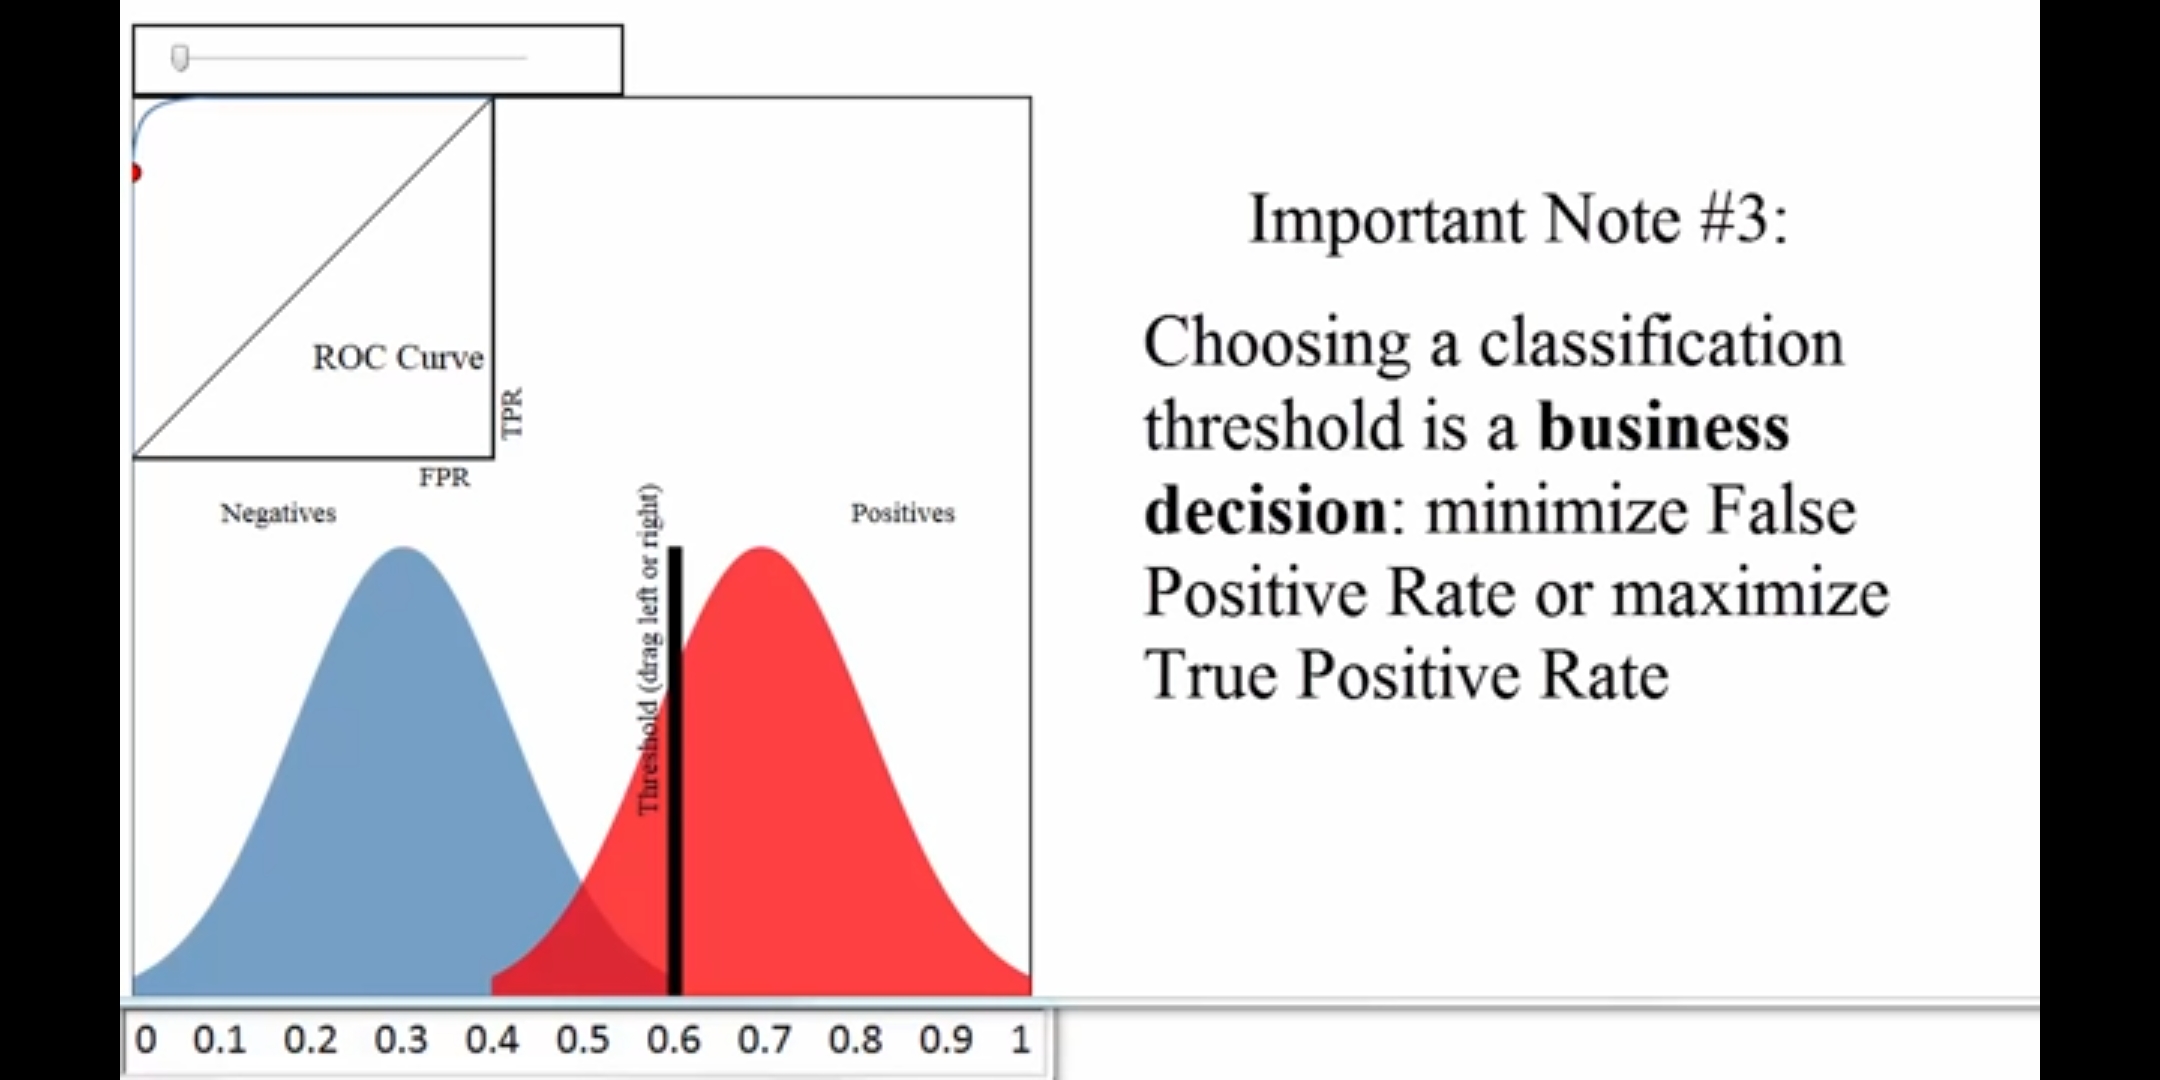 ROC Curve
TPR
FPR
Negatives
Positives
Threshold (drag left or right)
0 0.1 0.2 0.3 0.4 0.5 0.6 0.7 0.8 0.9 1
Important Note #3:
Choosing a classification
threshold is a business
decision: minimize False
Positive Rate or maximize
True Positive Rate